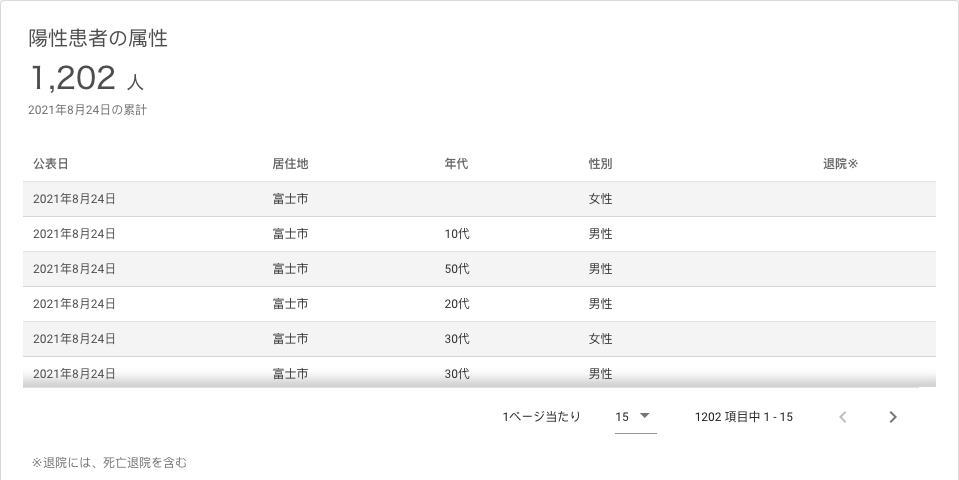 陽性患者の属性
1,202 人
2021年8月24日の累計
公表日 居住地 年代 性別 退院※
2021年8月24日 富士市 女性
2021年8月24日 富士市 10代 男性
2021年8月24日 富士市 50代 男性
2021年8月24日 富士市 20代 男性
2021年8月24日 富士市 30代 女性
2021年8月24日 富士市 30代 男性
1ページ当たり 15 1202 項目中 1 - 15
※退院には、死亡退院を含む